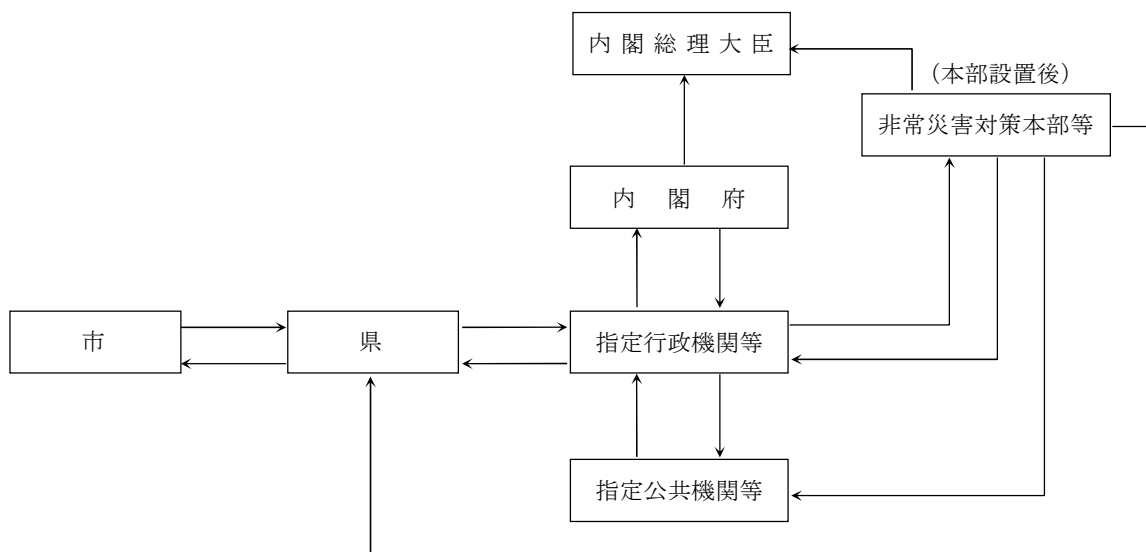 内閣総理大臣
（本部設置後）
非常災害対策本部等
内閣府
市
県
指定行政機関等
指定公共機関等